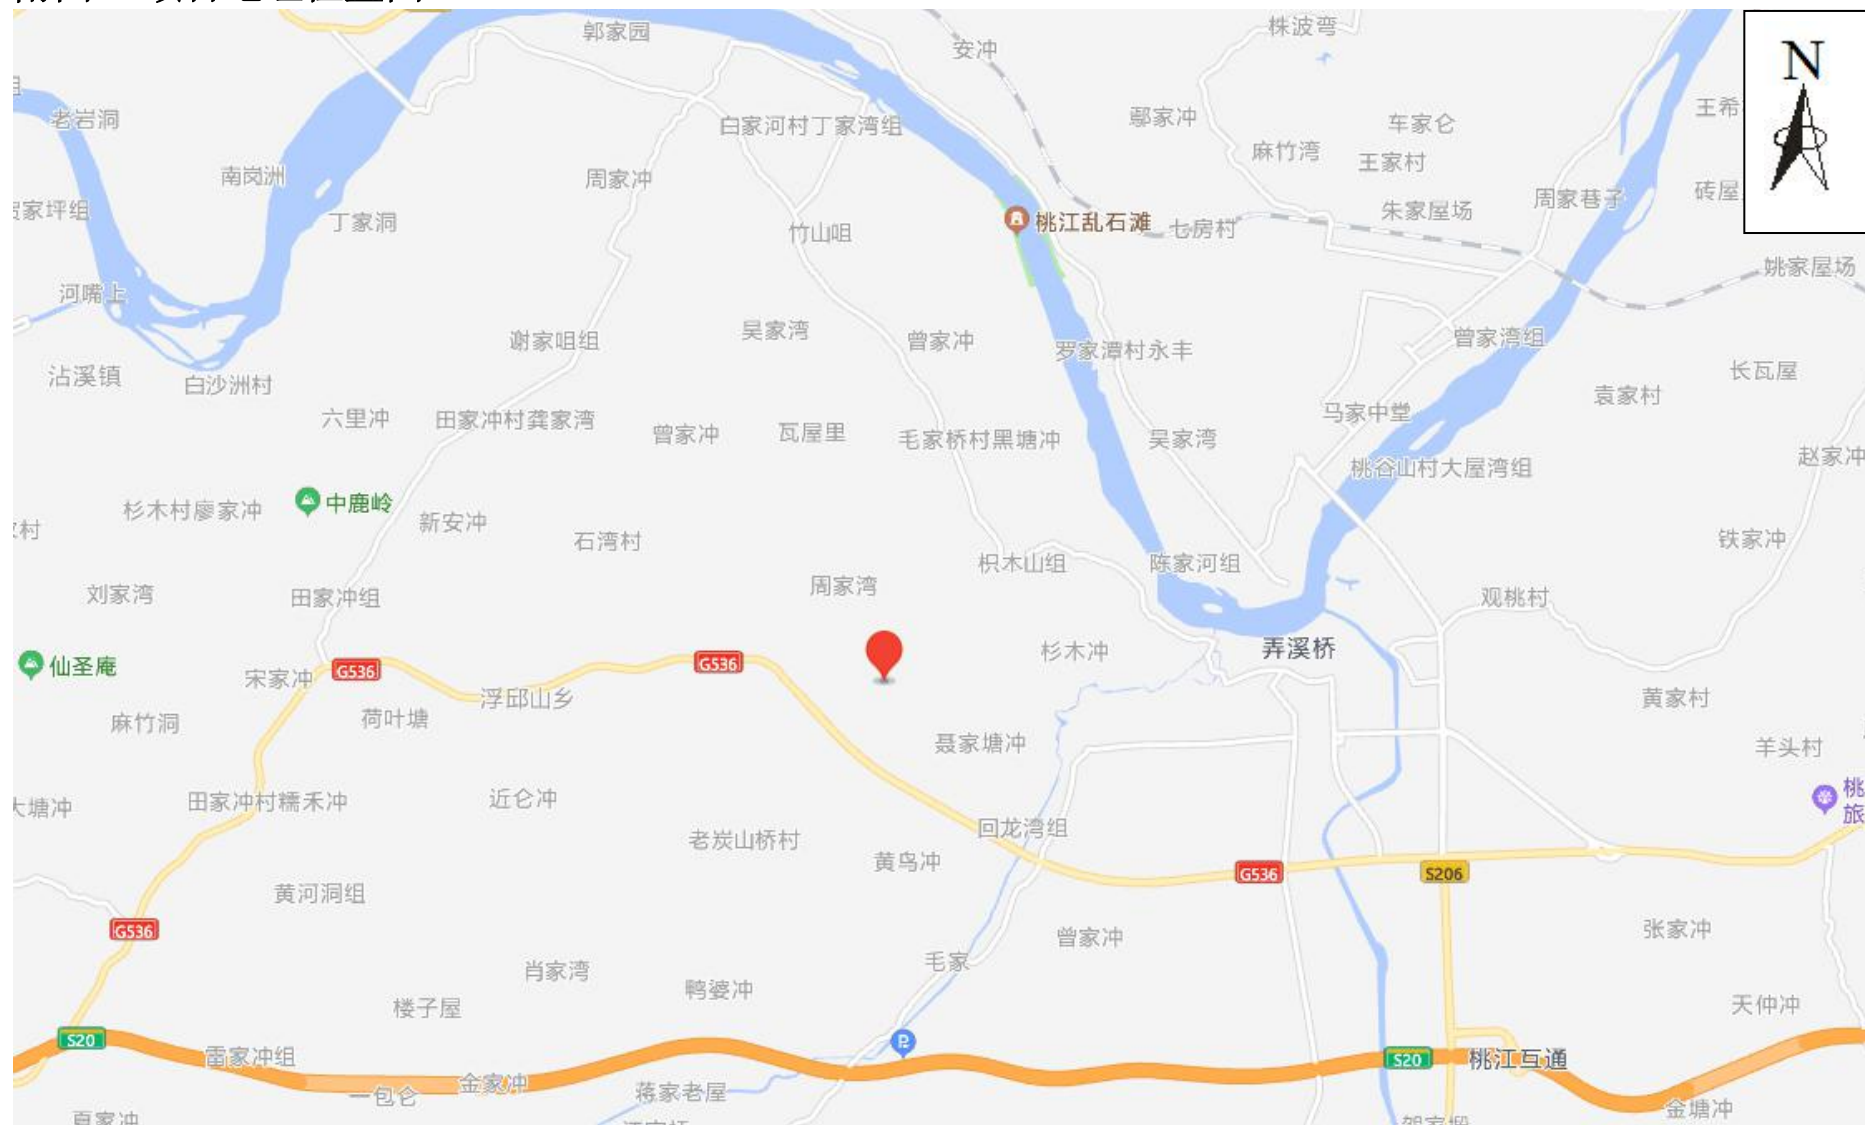 郭家园
株波弯
安冲
N
老岩洞
白家河村丁家湾组
鄢家冲
车家仑
王希
麻竹湾
王家村
南岗洲
周家冲
砖屋
周家巷子
家坪组
丁家洞
竹山咀
桃江乱石滩
七房村
朱家屋场
姚家屋场
河嘴上
谢家咀组
吴家湾
曾家冲
罗家潭村永丰
曾家湾组
沾溪镇
白沙洲村
长瓦屋
袁家村
六里冲
田家冲村龚家湾
曾家冲
瓦屋里
毛家桥村黑塘冲
吴家湾
马家中堂
桃谷山村大屋湾组
赵家冲
杉木村廖家冲
中鹿岭
新安冲
石湾村
村
铁家冲
枳木山组
陈家河组
刘家湾
田家冲组
周家湾
观桃村
仙圣庵
宋家冲
G536
G536
杉木冲
弄溪桥
浮邱山乡
黄家村
麻竹洞
荷叶塘
聂家塘冲
羊头村
大塘冲
田家冲村糯禾冲
近仑冲
桃
旅
老炭山桥村
回龙湾组
黄鸟冲
G536
S206
黄河洞组
G536
曾家冲
张家冲
肖家湾
毛家
鸭婆冲
楼子屋
天仲冲
S20
雷家冲组
P
S20
桃江互通
金家冲
一包仑
蒋家老屋
金塘冲